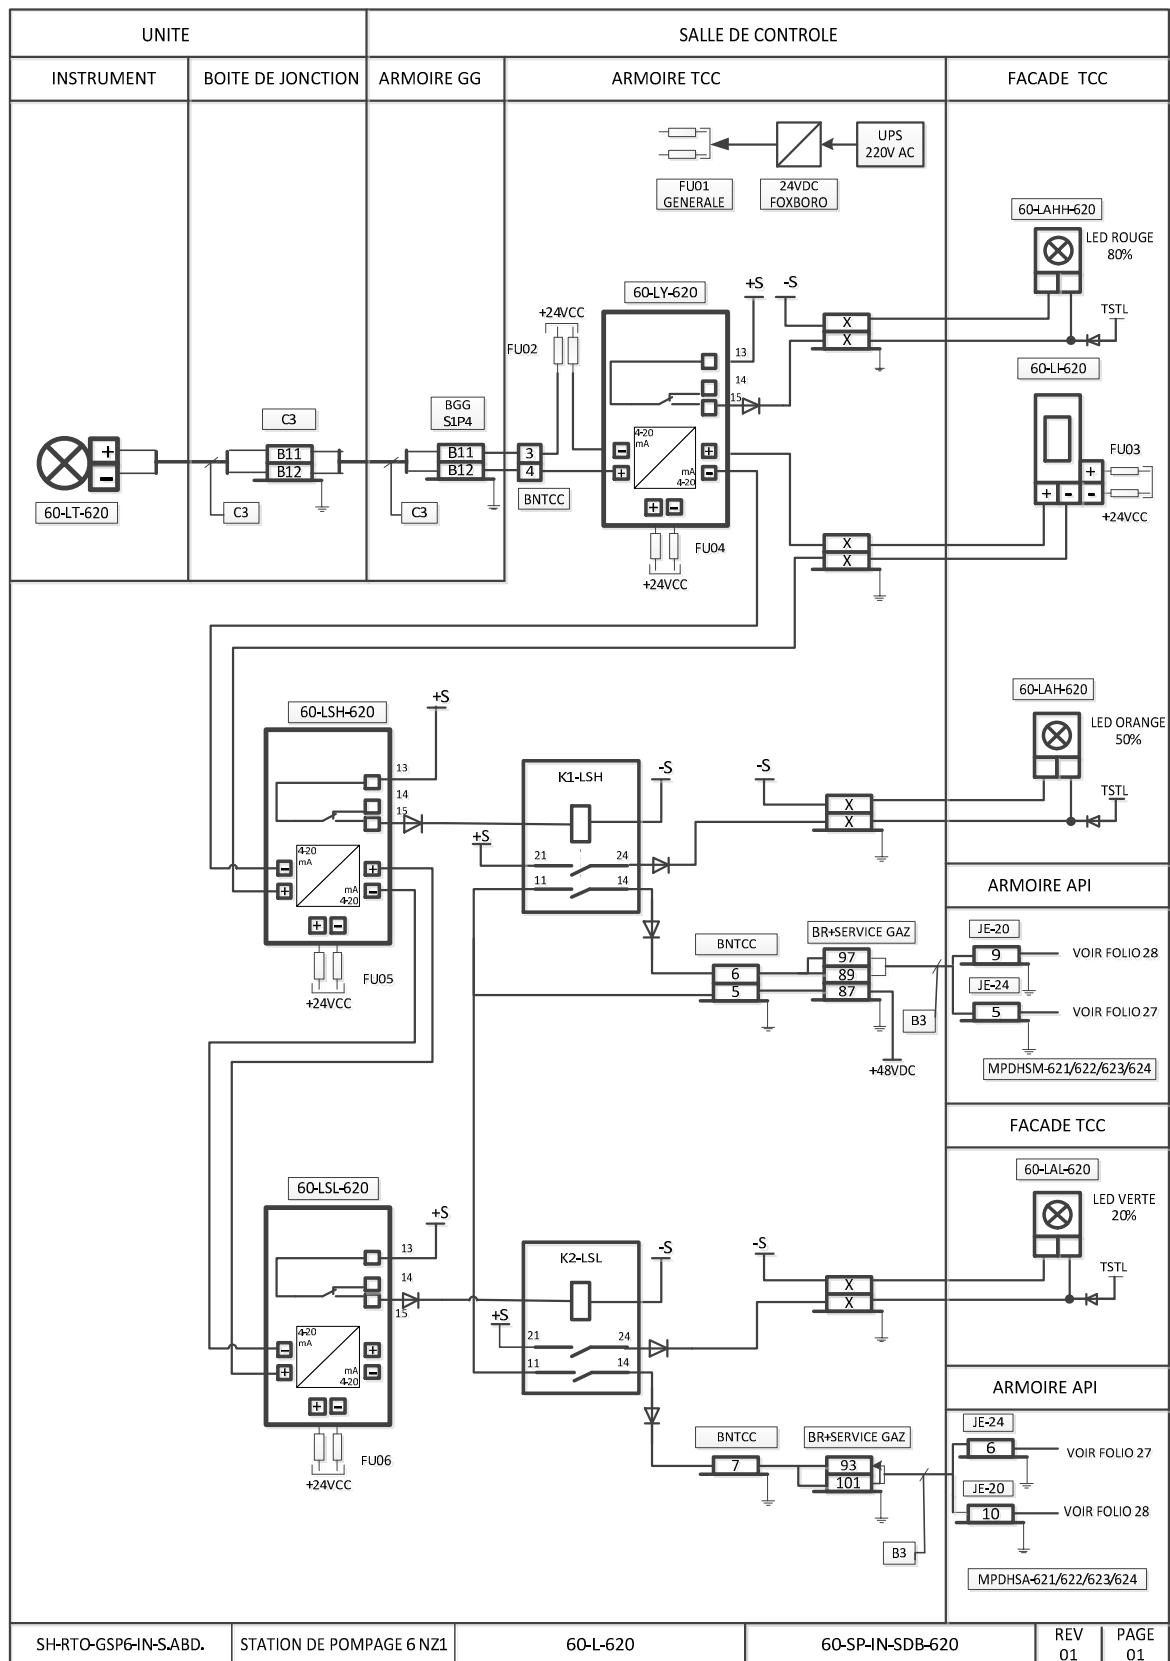 UNITE
SALLE DE CONTROLE
INSTRUMENT
BOITE DE JONCTION
ARMOIRE GG
ARMOIRE TCC
FACADE TCC
UPS
220V AC
FU01
GENERALE
24VDC
FOXBORO
60-LAHH-620
LED ROUGE
80%
TSTL
60-LY-620
+S
-S
+24VCC
FU02
13
14
15
X
X
60-LI-620
FU03
+
+
-
-
+24VCC
C3
BGG
S1P4
B11
B12
B11
B12
3
4
BNTCC
+
-
60-LT-620
C3
C3
4-20
mA
mA
4-20
-
+
+
-
+
-
FU04
+24VCC
X
X
60-LSH-620
+S
13
14
15
4-20
mA
mA
4-20
-
+
+
-
+
-
FU05
+24VCC
K1-LSH
-S
+S
21
24
11
14
-S
X
X
60-LAH-620
LED ORANGE
50%
TSTL
ARMOIRE API
BNTCC
6
5
BR+SERVICE GAZ
97
89
87
B3
+48VDC
JE-20
9
VOIR FOLIO 28
JE-24
5
VOIR FOLIO 27
MPDHSM-621/622/623/624
FACADE TCC
60-LAL-620
LED VERTE
20%
TSTL
60-LSL-620
+S
13
14
15
4-20
mA
mA
4-20
-
+
+
-
+
-
FU06
+24VCC
K2-LSL
-S
+S
21
24
11
14
-S
X
X
ARMOIRE API
BNTCC
7
BR+SERVICE GAZ
93
101
B3
JE-24
6
VOIR FOLIO 27
JE-20
10
VOIR FOLIO 28
MPDHSA-621/622/623/624
SH-RTO-GSP6-IN-S.ABD.
STATION DE POMPAGE 6 NZ1
60-L-620
60-SP-IN-SDB-620
REV
01
PAGE
01